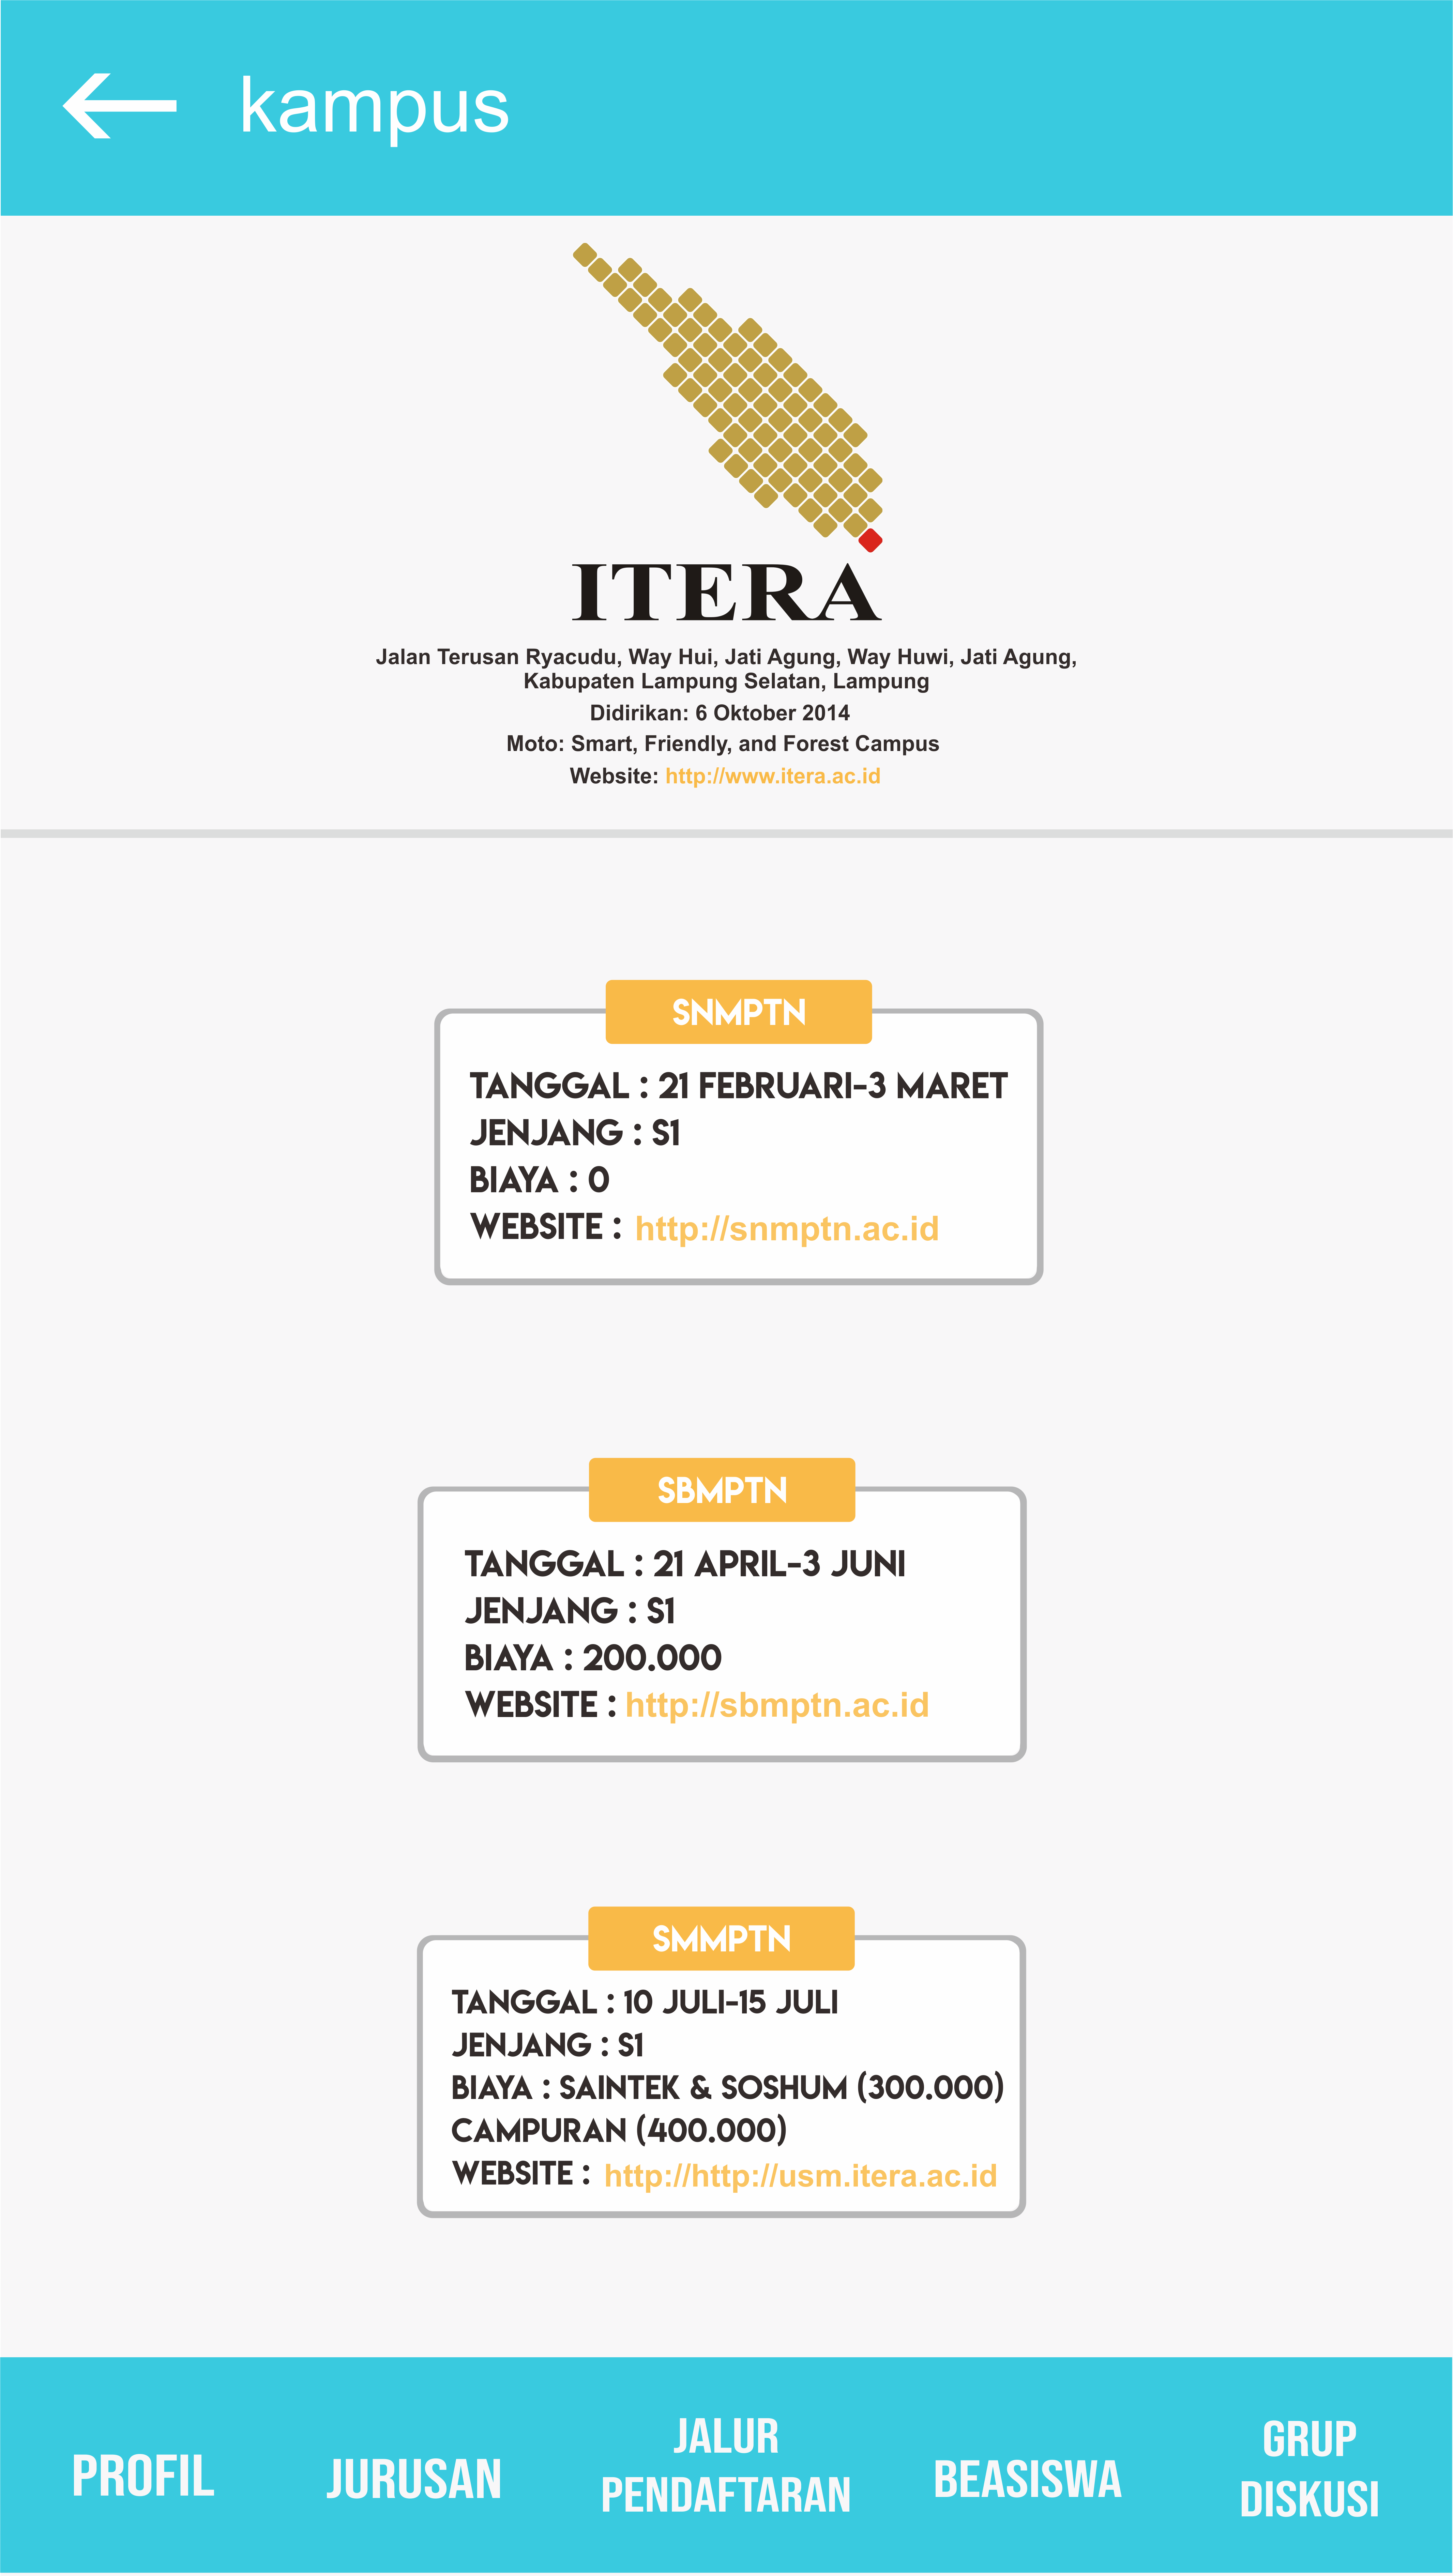 kampus
ITERA
Jalan Terusan Ryacudu, Way Hui, Jati Agung, Way Huwi, Jati Agung,
Kabupaten Lampung Selatan, Lampung
Didirikan: 6 Oktober 2014
Moto: Smart, Friendly, and Forest Campus
Website: http://www.itera.ac.id
SNMPTN
TANGGAL : 21 FEBRUARI-3 MARET
JENJANG : S1
BIAYA : 0
WEBSITE : http://snmptn.ac.id
SBMPTN
TANGGAL : 21 APRIL-3 JUNI
JENJANG : S1
BIAYA : 200.000
WEBSITE : http://sbmptn.ac.id
SMMPTN
TANGGAL : 10 JULI-15 JULI
JENJANG : S1
BIAYA : SAINTEK & SOSHUM (300.000)
CAMPURAN (400.000)
WEBSITE : http://http://usm.itera.ac.id
PROFIL
JURUSAN
JALUR
PENDAFTARAN
BEASISWA
GRUP
DISKUSI